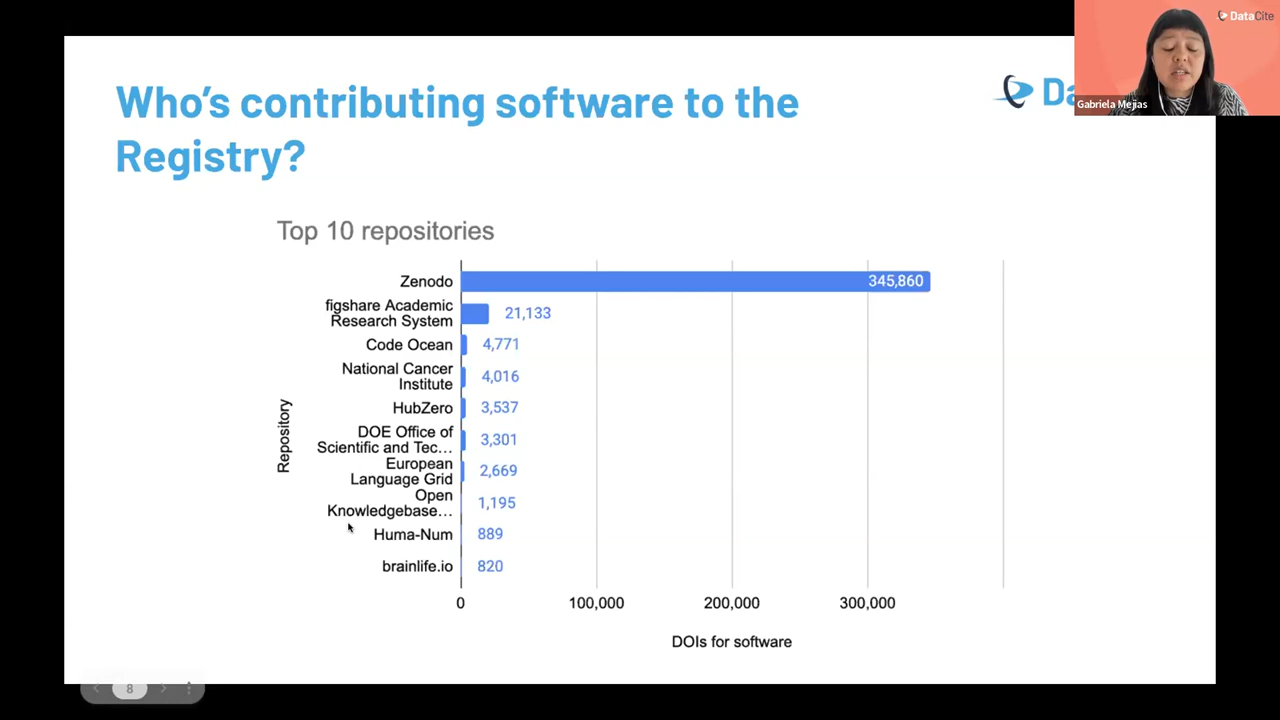 Who's contributing software to the
Registry?
Da
DataCite
Gabriela Mejias
Top 10 repositories
Repository
Zenodo
345,860
figshare Academic
Research System
21,133
Code Ocean
4,771
National Cancer
Institute
4,016
HubZero
3,537
DOE Office of
Scientific and Tec...
3,301
European
Language Grid
2,669
Open
Knowledgebase...
1,195
Huma-Num
889
brainlife.io
820
0
100,000
200,000
300,000
DOIs for software
8